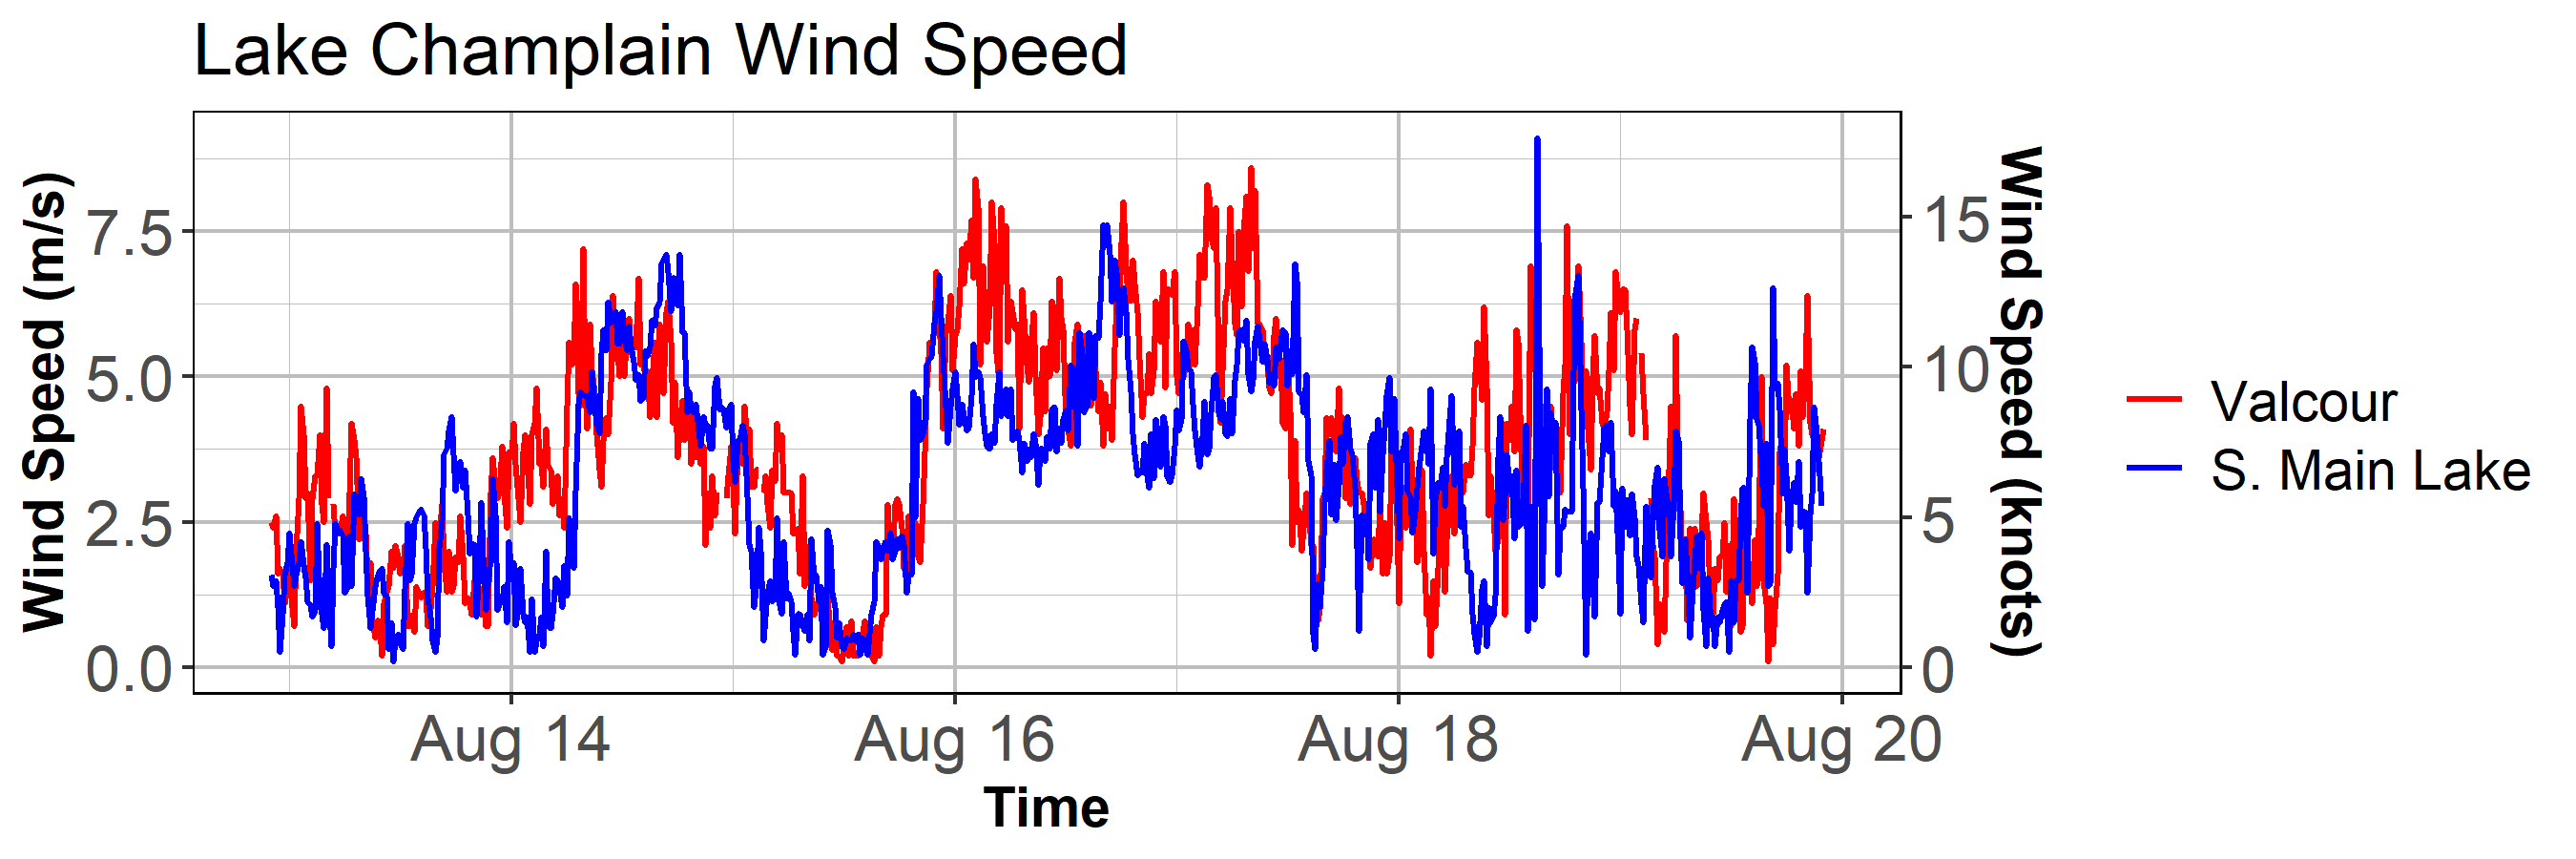 Lake Champlain Wind Speed
Wind Speed (m/s)
7.5
5.0
2.5
0.0
15
10
5
0
Wind Speed (knots)
Valcour
S. Main Lake
Aug 14
Aug 16
Aug 18
Aug 20
Time